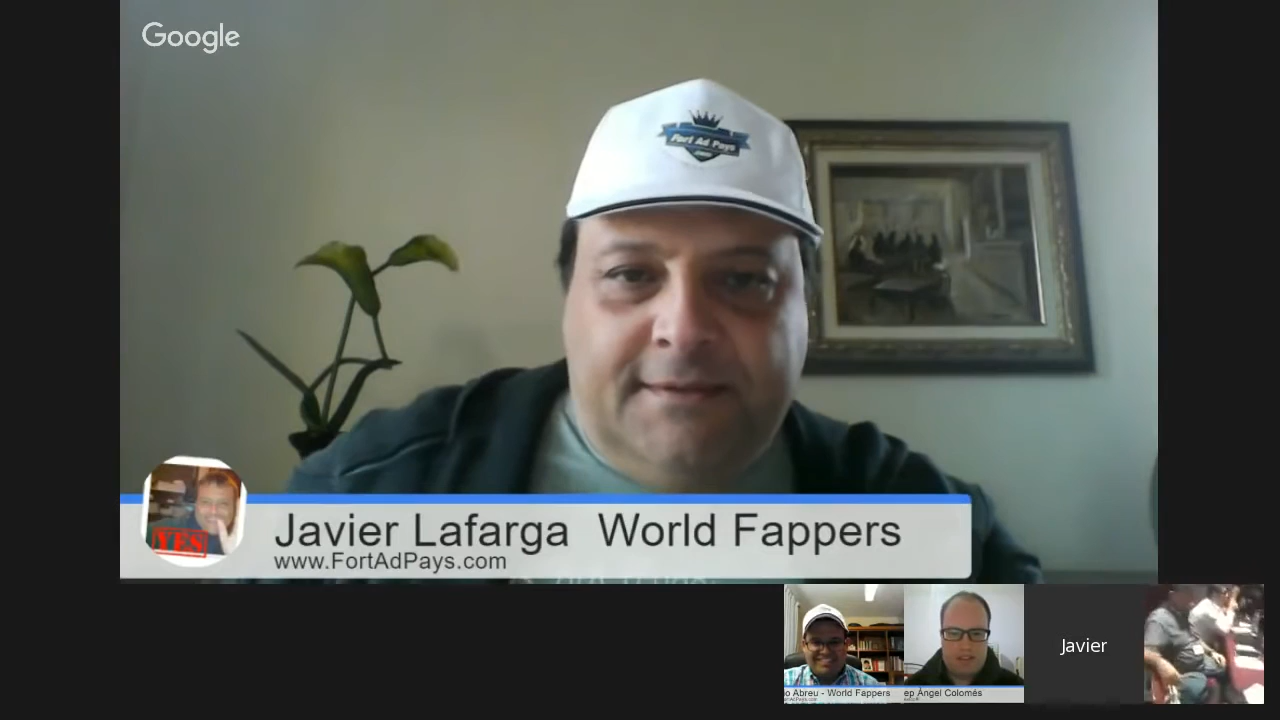 Google
Fort Ad Pays
YES
Javier Lafarga World Fappers
www.FortAdPays.com
Javier
o Abreu - World Fappers
ep Ángel Colomés